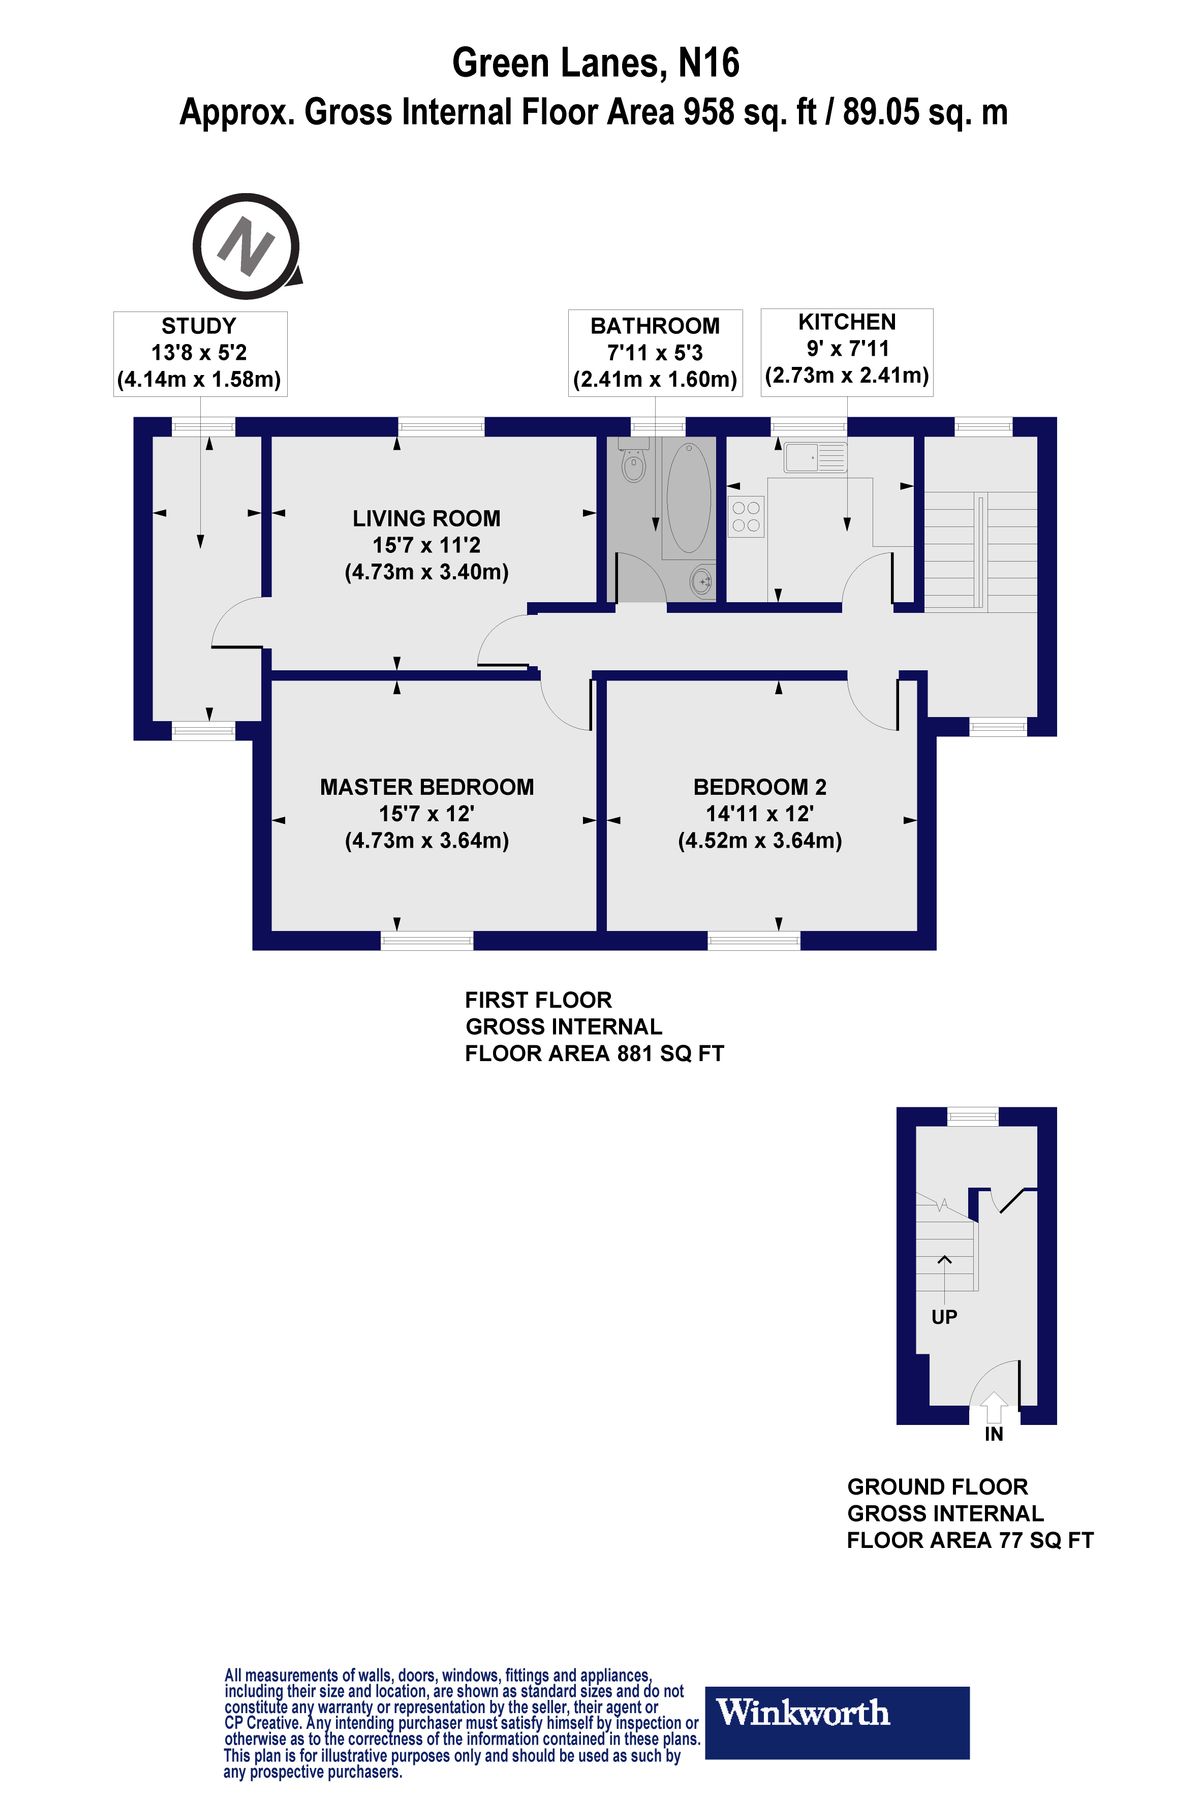 Green Lanes, N16
Approx. Gross Internal Floor Area 958 sq. ft / 89.05 sq. m
N
STUDY
13'8 x 5'2
(4.14m x 1.58m)
BATHROOM
7'11 x 5'3
(2.41m x 1.60m)
KITCHEN
9' x 7'11
(2.73m x 2.41m)
LIVING ROOM
15'7 x 11'2
(4.73m x 3.40m)
MASTER BEDROOM
15'7 x 12'
(4.73m x 3.64m)
BEDROOM 2
14'11 x 12'
(4.52m x 3.64m)
FIRST FLOOR
GROSS INTERNAL
FLOOR AREA 881 SQ FT
UP
IN
GROUND FLOOR
GROSS INTERNAL
FLOOR AREA 77 SQ FT
All measurements of walls, doors, windows, fittings and appliances,
including their size and location, are shown as standard sizes and do not
constitute any warranty or representation by the seller, their agent or
CP Creative. Any intending purchaser must satisfy himself by inspection or
otherwise as to the correctness of the information contained in these plans.
This plan is for illustrative purposes only and should be used as such by
any prospective purchasers.
Winkworth